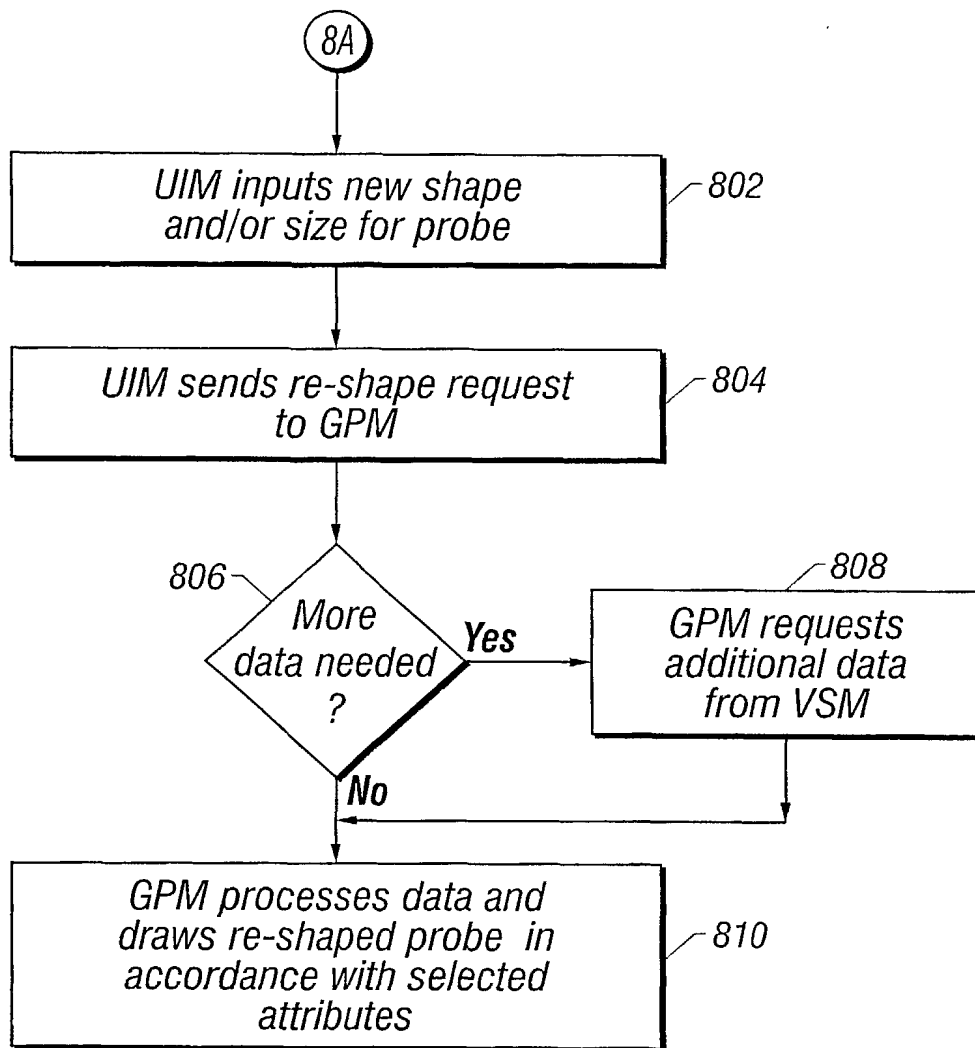 8A
UIM inputs new shape
and/or size for probe
802
UIM sends re-shape request
to GPM
804
806
More
data needed
?
Yes
808
GPM requests
additional data
from VSM
No
GPM processes data and
draws re-shaped probe in
accordance with selected
attributes
810